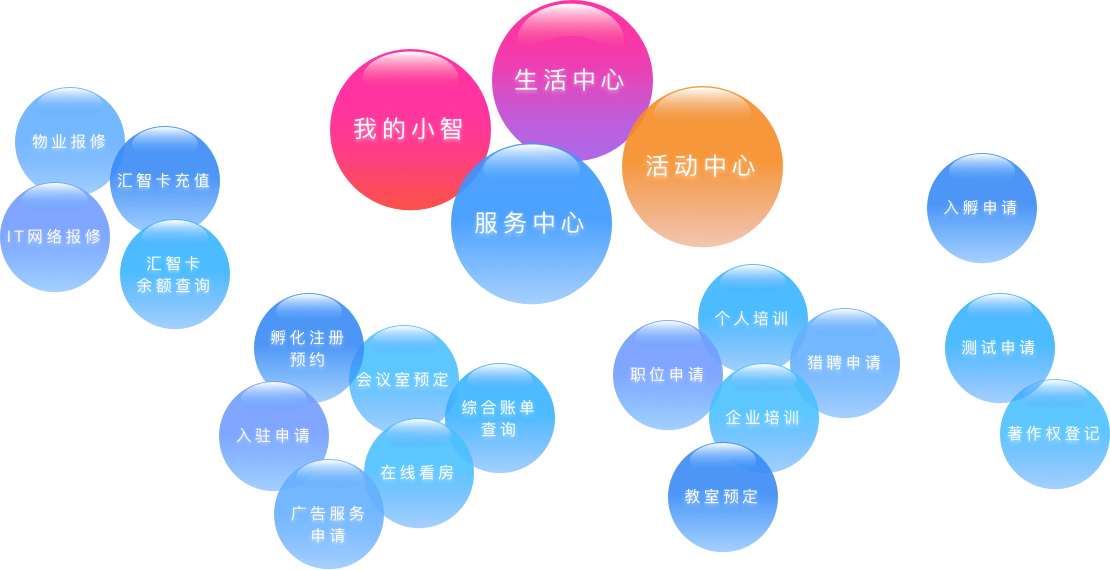 生活中心
我的小智
活动中心
服务中心
物业报修
汇智卡充值
IT网络报修
汇智卡
余额查询
孵化注册
预约
会议室预定
综合账单
查询
入驻申请
在线看房
广告服务
申请
个人培训
职位申请
猎聘申请
企业培训
教室预定
入孵申请
测试申请
著作权登记